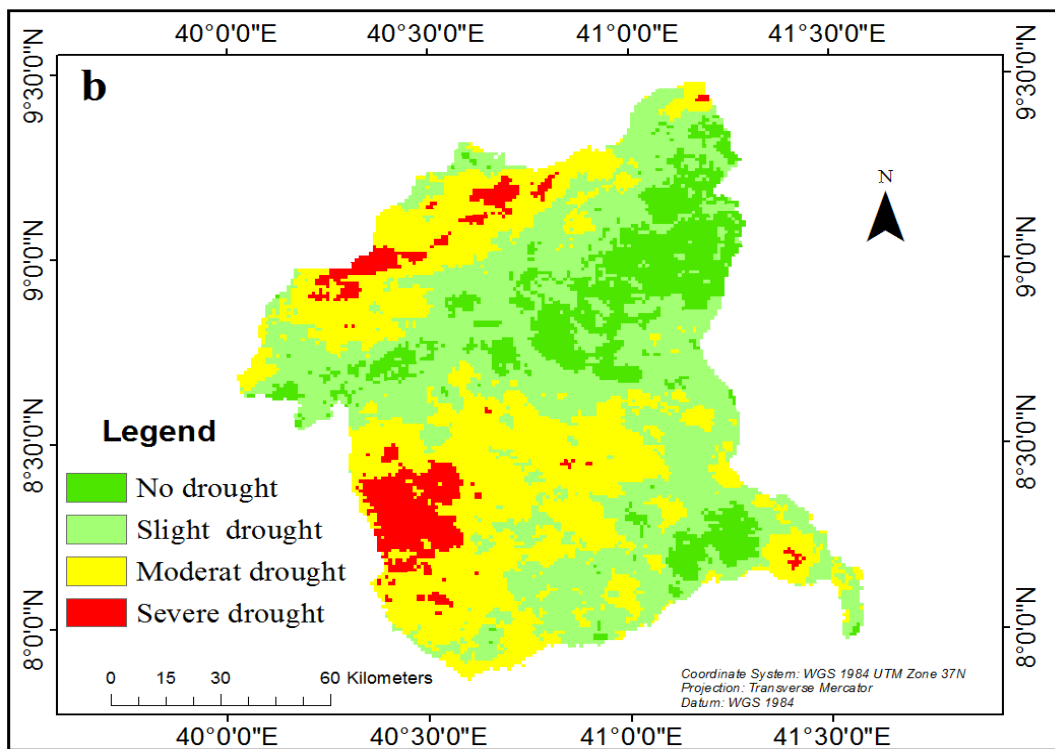 40°0'0"E 40°30'0"E 41°0'0"E 41°30'0"E
b
N
9°30'0"N
9°0'0"N
8°30'0"N
8°0'0"N
9°30'0"N
9°0'0"N
8°30'0"N
8°0'0"N
Legend
No drought
Slight drought
Moderat drought
Severe drought
0 15 30 60 Kilometers
Coordinate System: WGS 1984 UTM Zone 37N
Projection: Transverse Mercator
Datum: WGS 1984
40°0'0"E 40°30'0"E 41°0'0"E 41°30'0"E